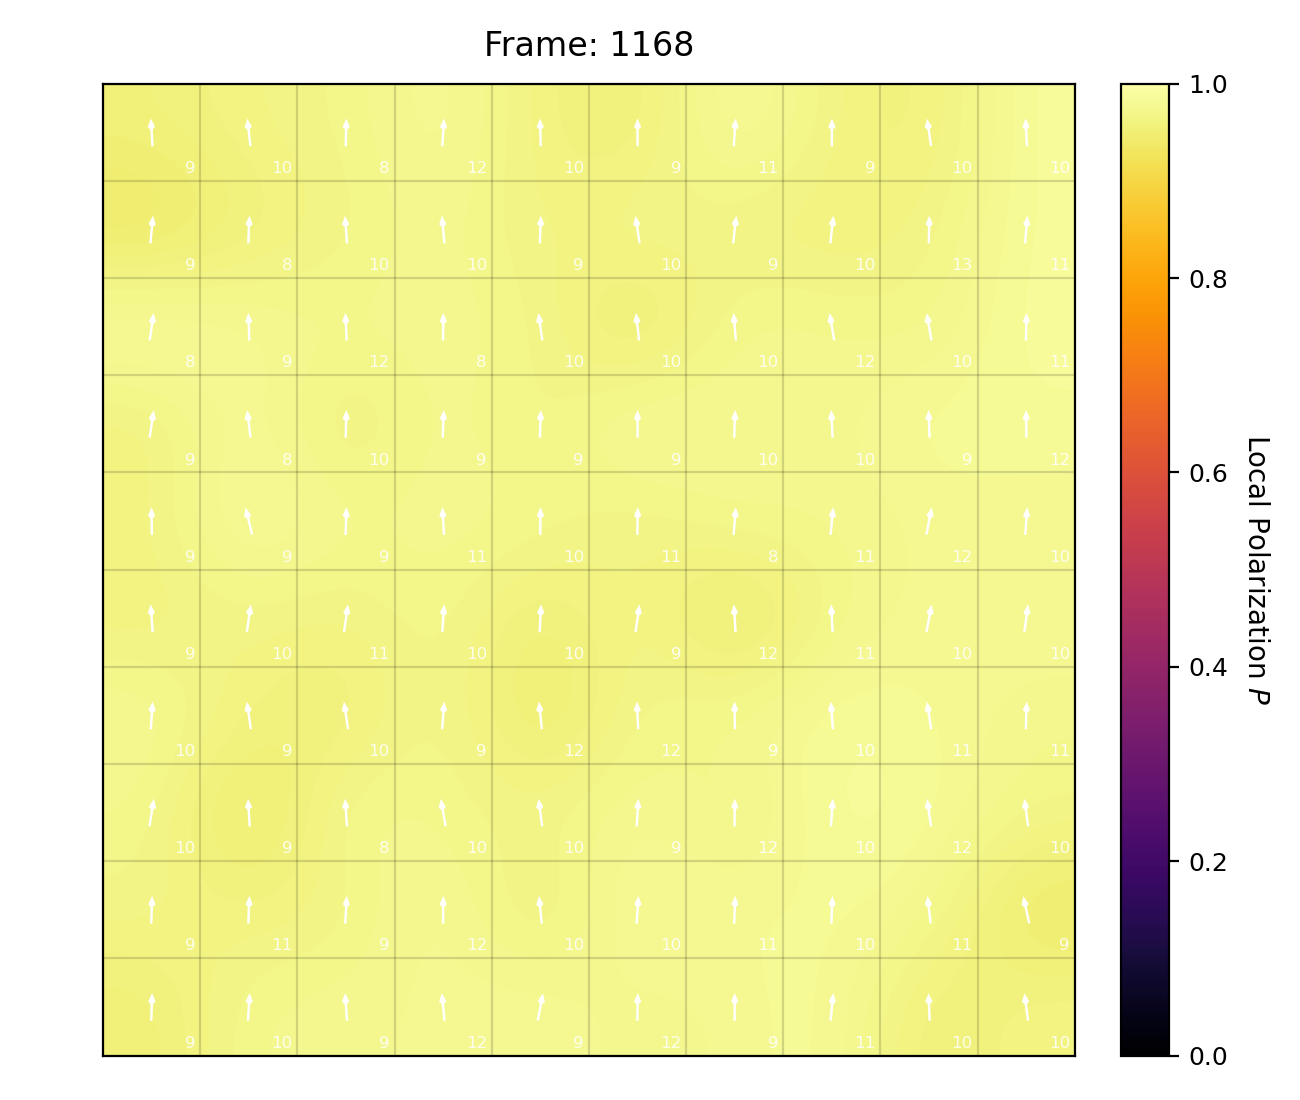 Frame: 1168
9 10 8 12 10 9 11 9 10 10
9 8 10 10 9 10 9 10 13 11
8 9 12 8 10 10 10 12 10 11
9 8 10 9 9 9 10 10 9 12
9 9 9 11 10 11 8 11 12 10
9 10 11 10 10 9 12 11 10 10
10 9 10 9 12 12 9 10 11 11
10 9 8 10 10 9 12 10 12 10
9 11 9 12 10 10 11 10 11 9
9 10 9 12 9 12 9 11 10 10
1.0
0.8
0.6
0.4
0.2
0.0
Local Polarization P